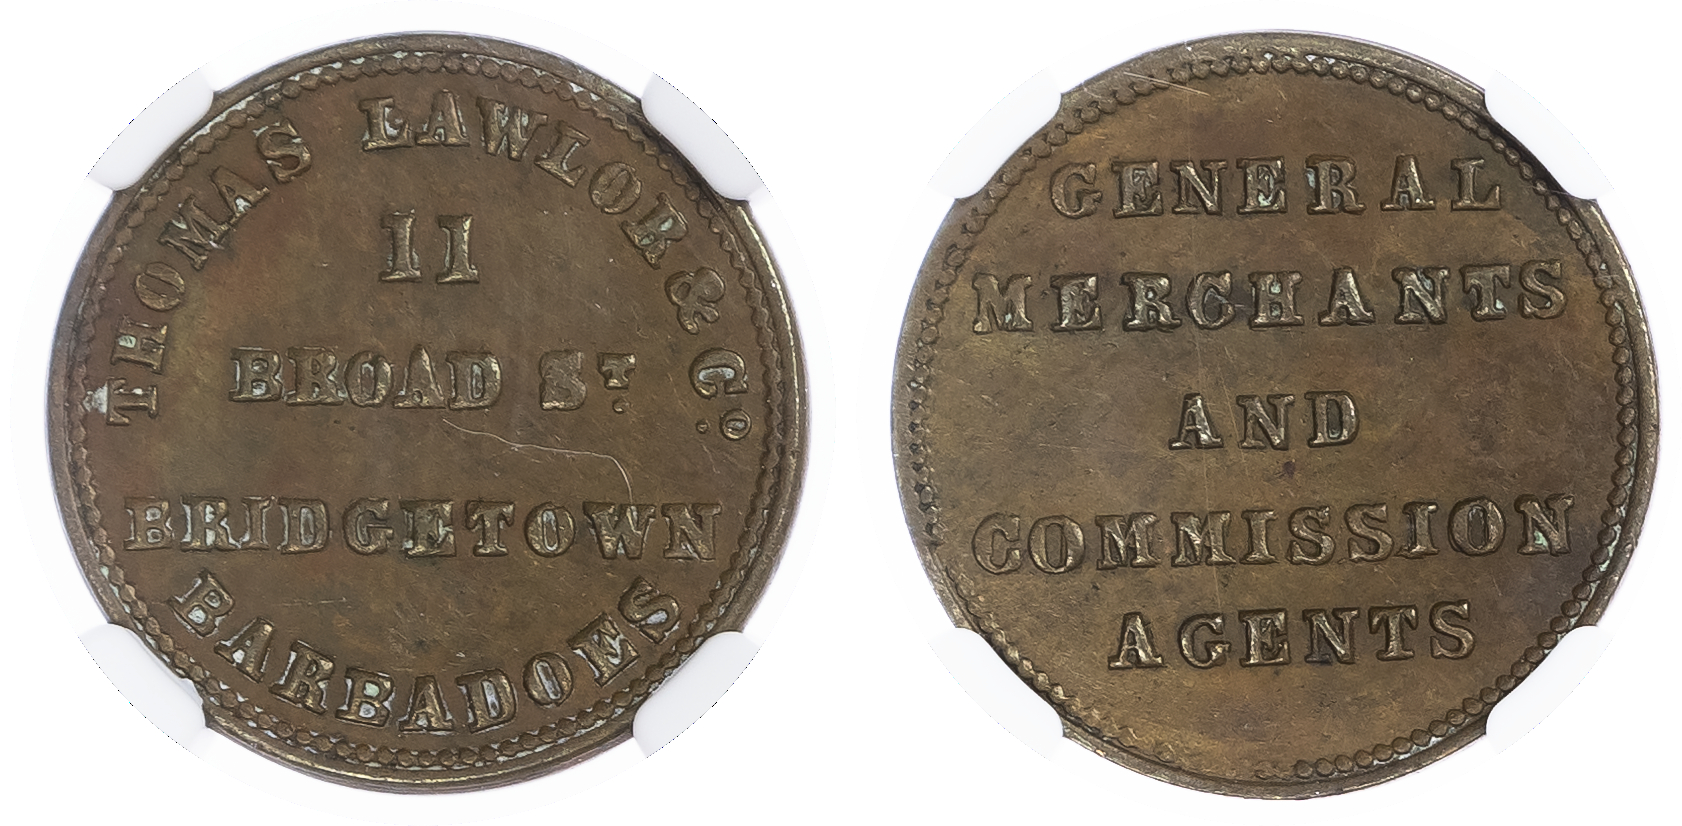 THOMAS LAWLOR & Cº.
11
BROAD ST.
BRIDGETOWN
BARBADOES
GENERAL
MERCHANTS
AND
COMMISSION
AGENTS